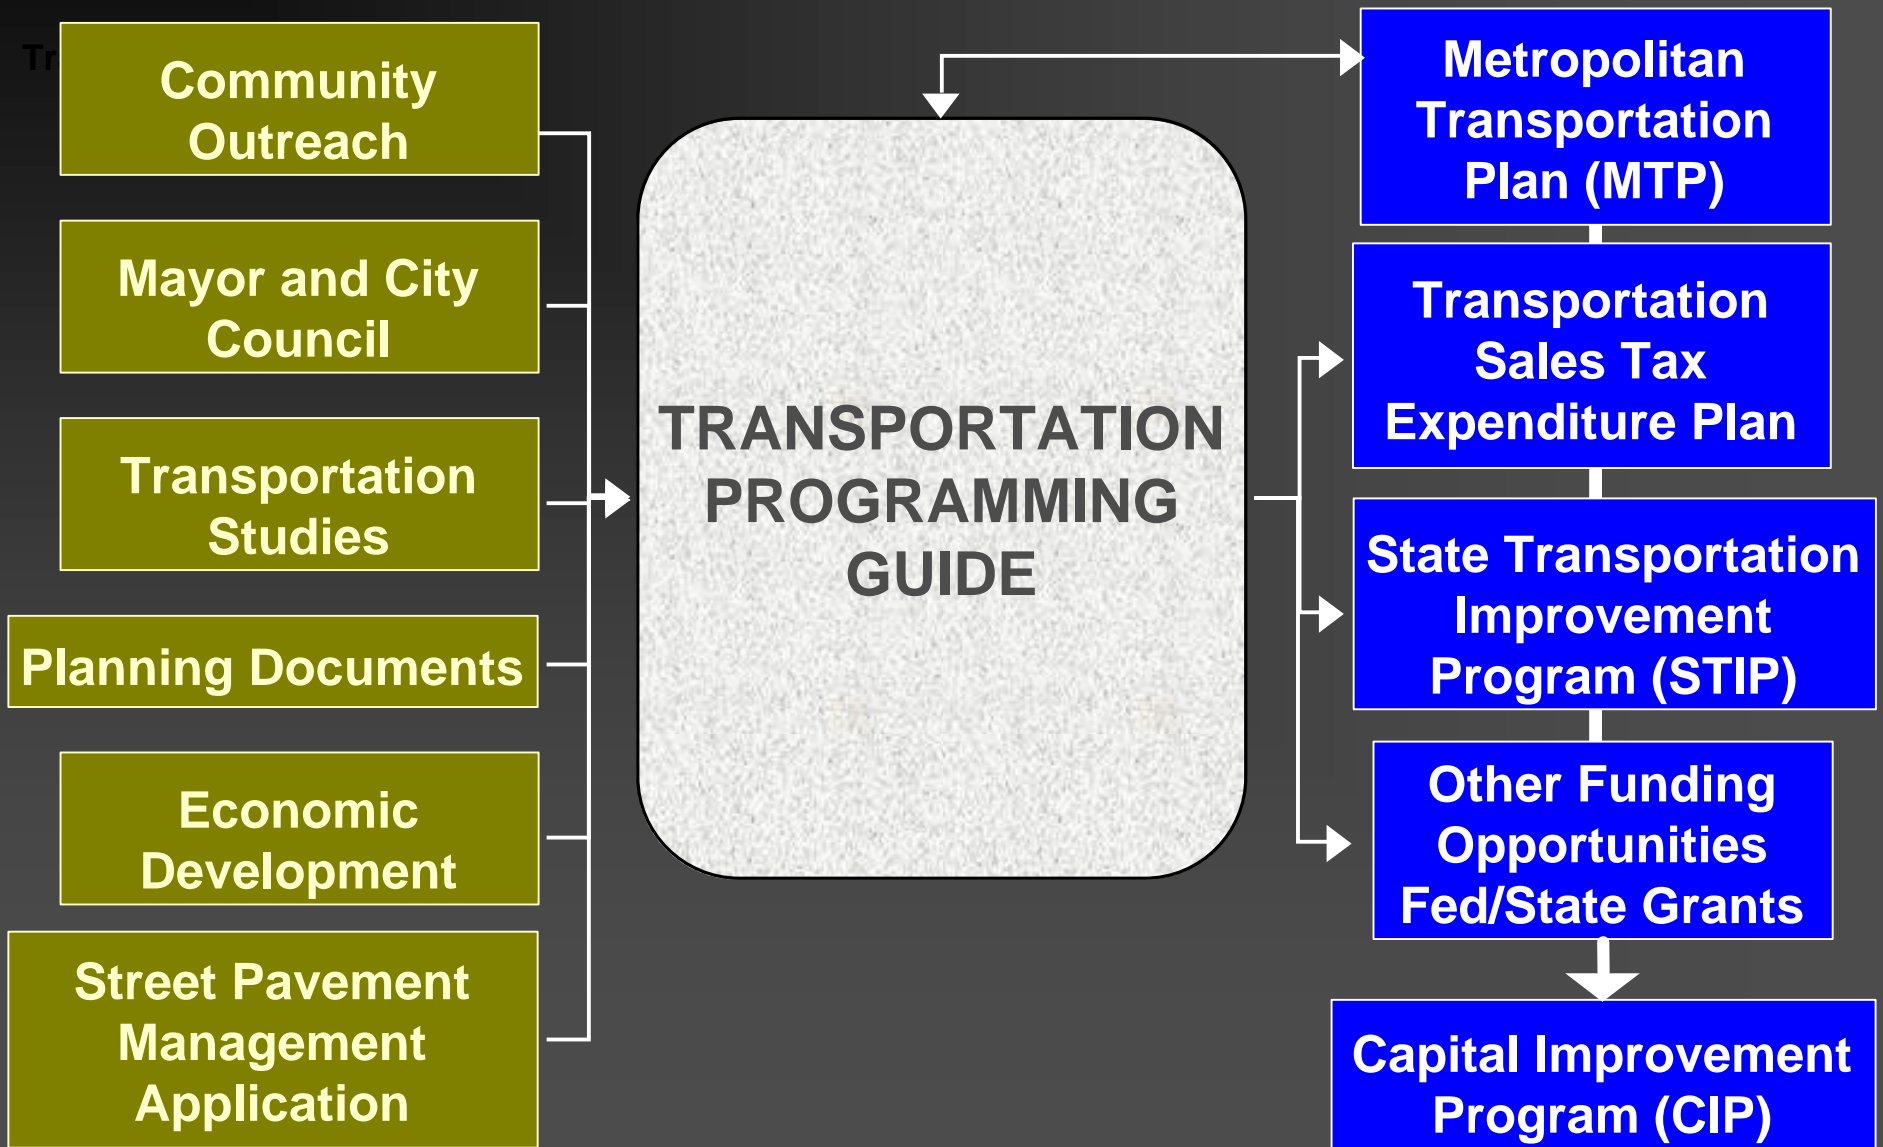 Community
Outreach
Mayor and City
Council
Transportation
Studies
Planning Documents
Economic
Development
Street Pavement
Management
Application
TRANSPORTATION
PROGRAMMING
GUIDE
Metropolitan
Transportation
Plan (MTP)
Transportation
Sales Tax
Expenditure Plan
State Transportation
Improvement
Program (STIP)
Other Funding
Opportunities
Fed/State Grants
Capital Improvement
Program (CIP)